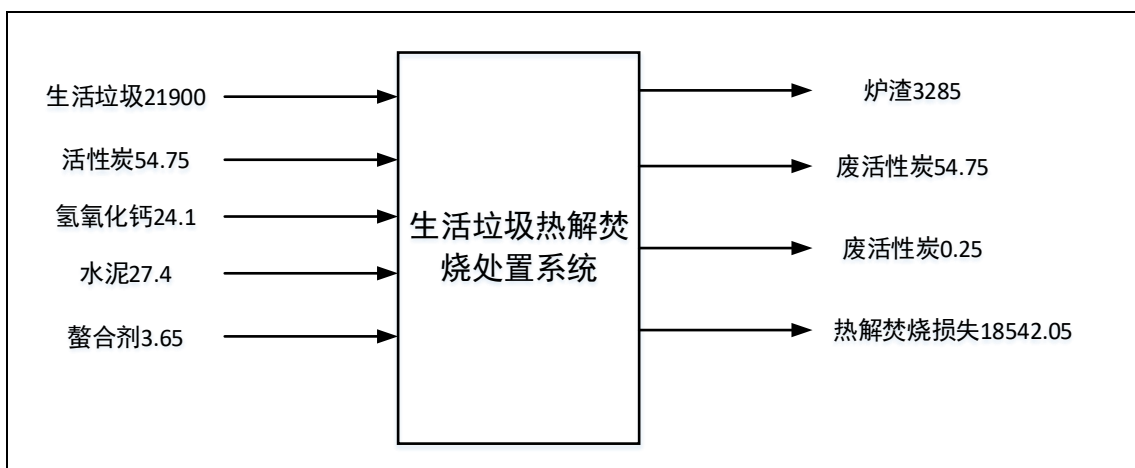 生活垃圾21900
活性炭54.75
氢氧化钙24.1
水泥27.4
螯合剂3.65
生活垃圾热解焚
烧处置系统
炉渣3285
废活性炭54.75
废活性炭0.25
热解焚烧损失18542.05